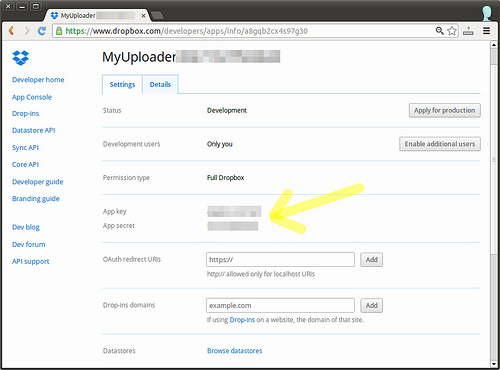 MyUploader
https://www.dropbox.com/developers/apps/info/a8gqb2cx4s97g30
MyUploader
Developer home
App Console
Drop-ins
Datastore API
Sync API
Core API
Developer guide
Branding guide
Dev blog
Dev forum
API support
Settings
Details
Status
Development
Apply for production
Development users
Only you
Enable additional users
Permission type
Full Dropbox
App key
App secret
OAuth redirect URIs
https://
Add
http:// allowed only for localhost URIs
Drop-ins domains
example.com
Add
If using Drop-ins on a website, the domain of that site.
Datastores
Browse datastores